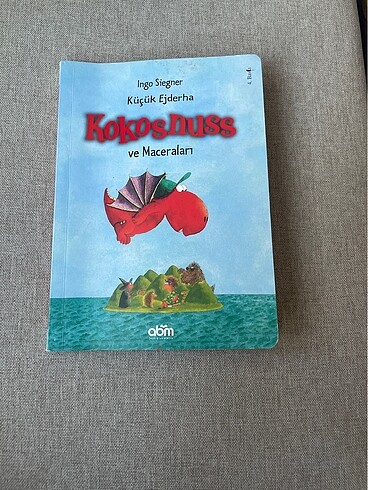 Ingo Siegner
Küçük Ejderha
Kokosnuss
ve Maceraları
abm